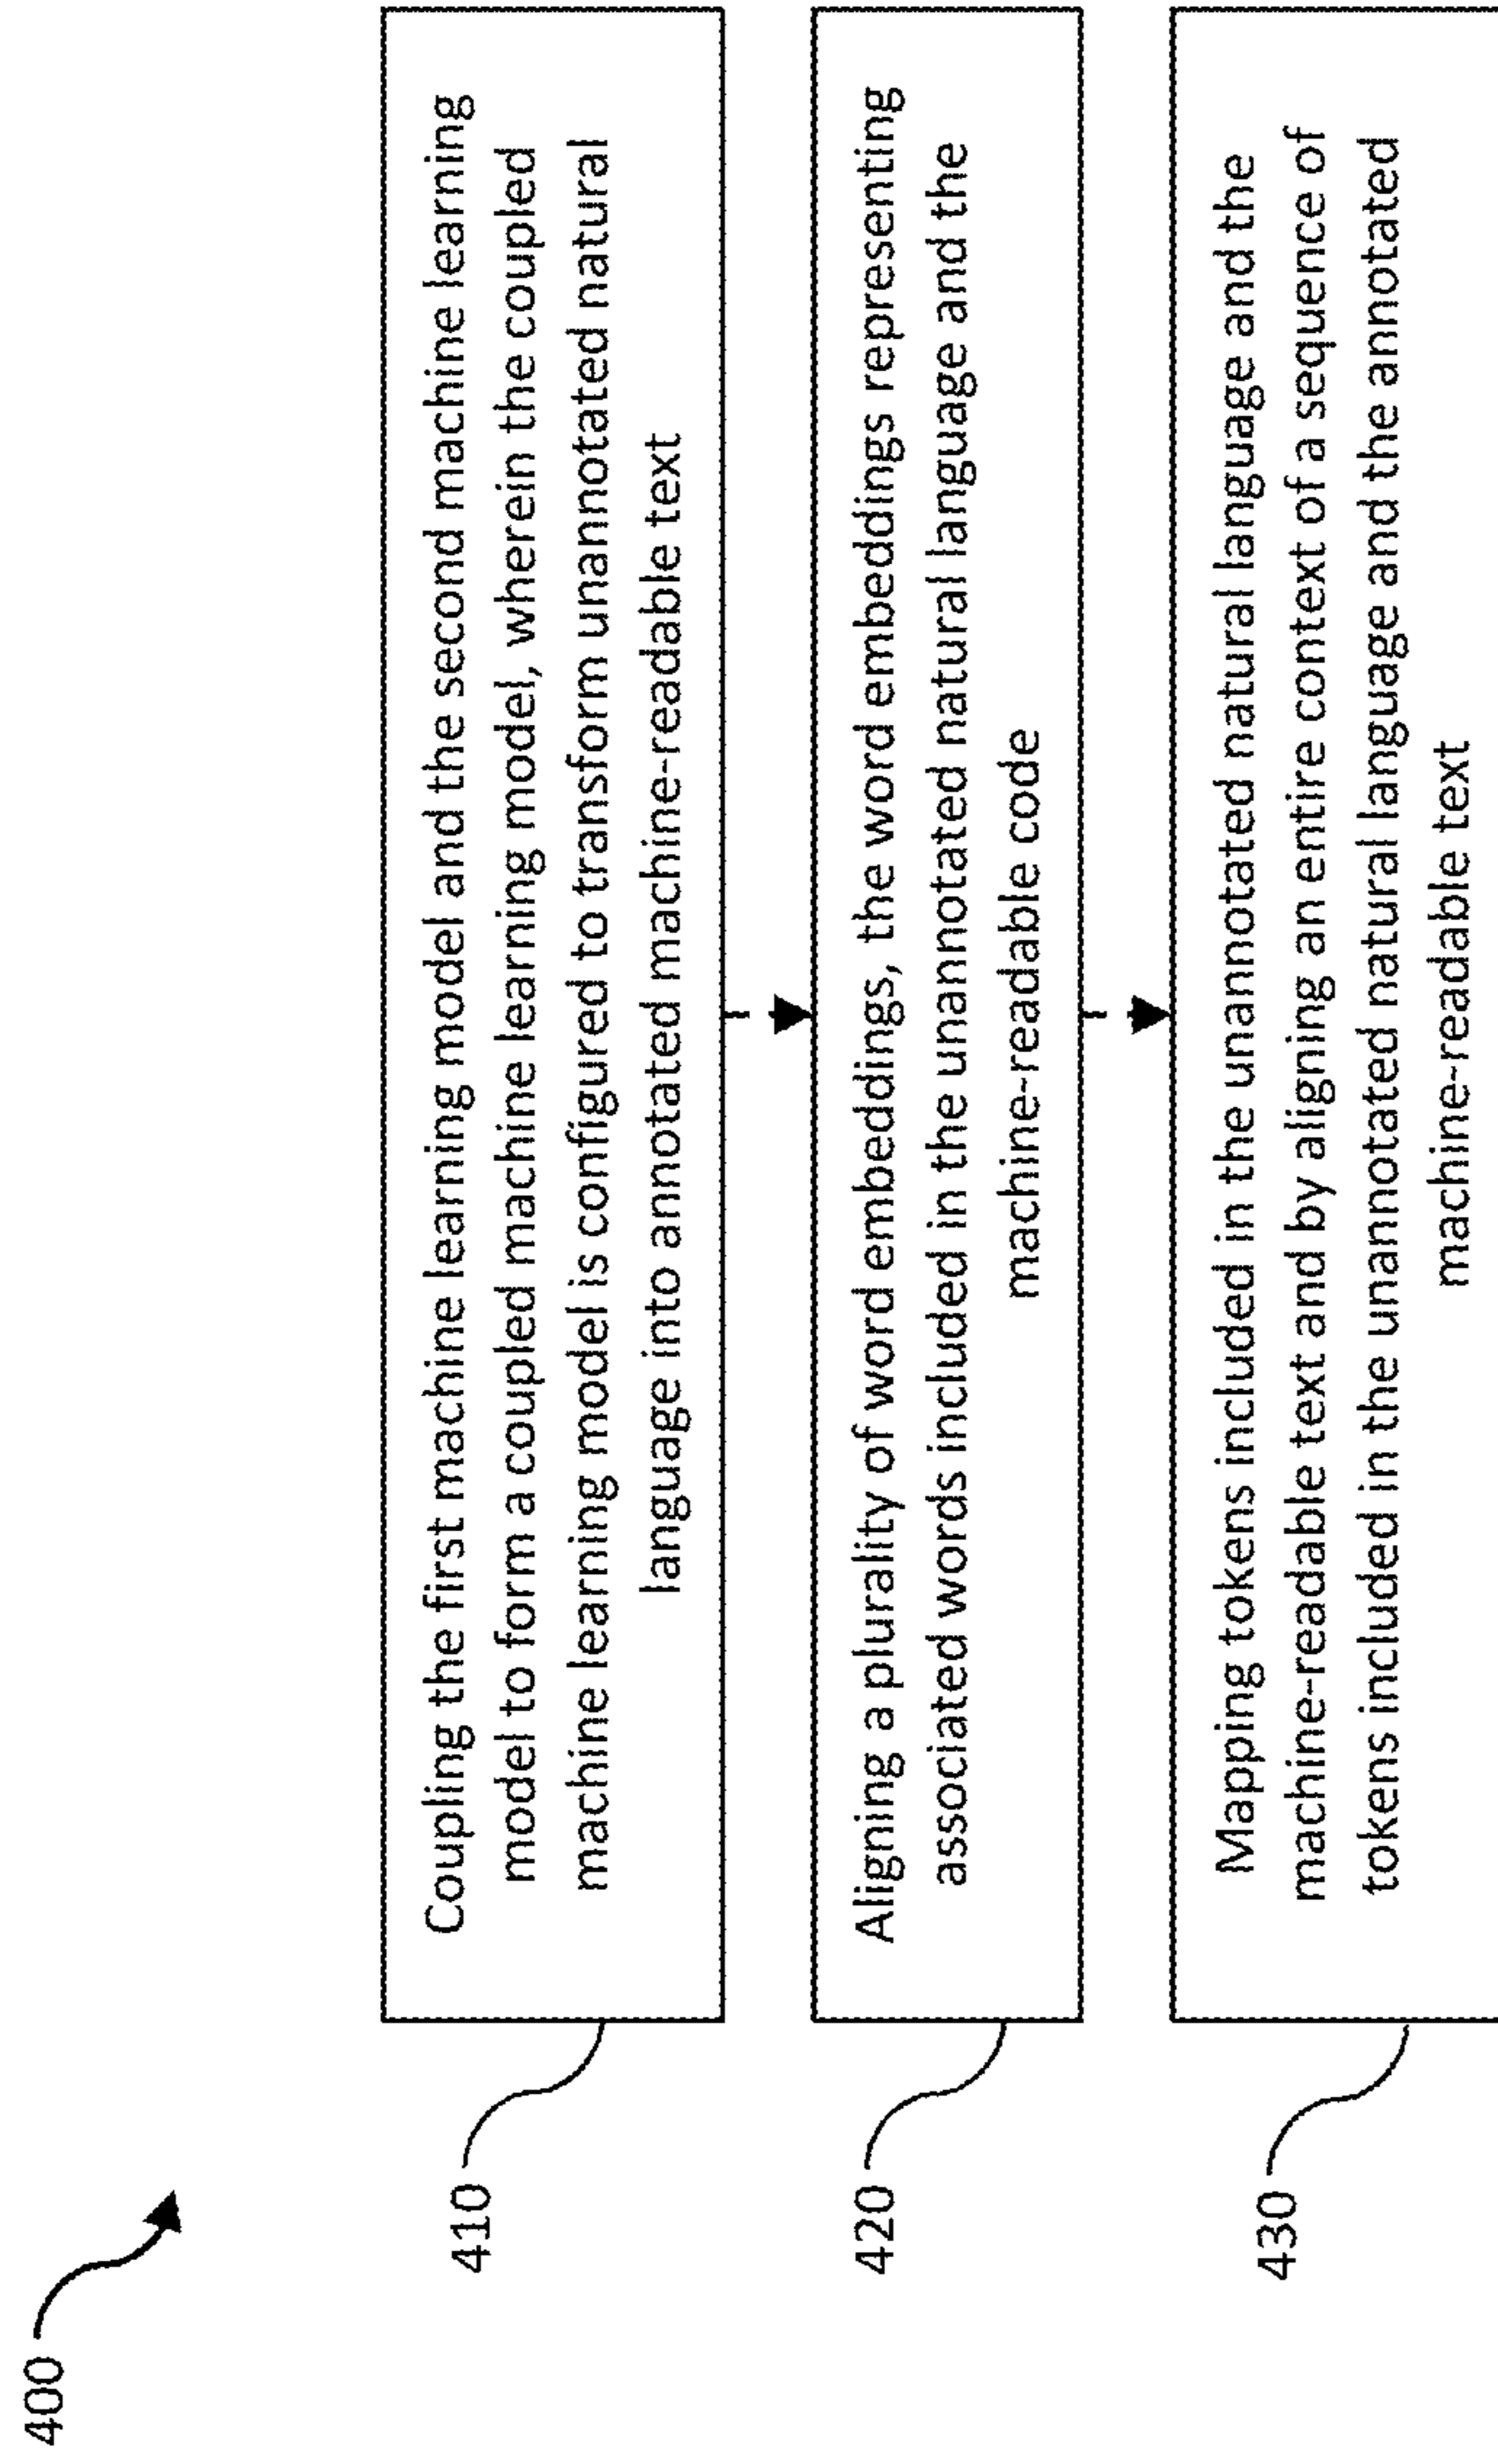 400
410
Coupling the first machine learning model and the second machine learning
model to form a coupled machine learning model, wherein the coupled
machine learning model is configured to transform unannotated natural
language into annotated machine-readable text
420
Aligning a plurality of word embeddings, the word embeddings representing
associated words included in the unannotated natural language and the
machine-readable code
430
Mapping tokens included in the unannotated natural language and the
machine-readable text and by aligning an entire context of a sequence of
tokens included in the unannotated natural language and the annotated
machine-readable text